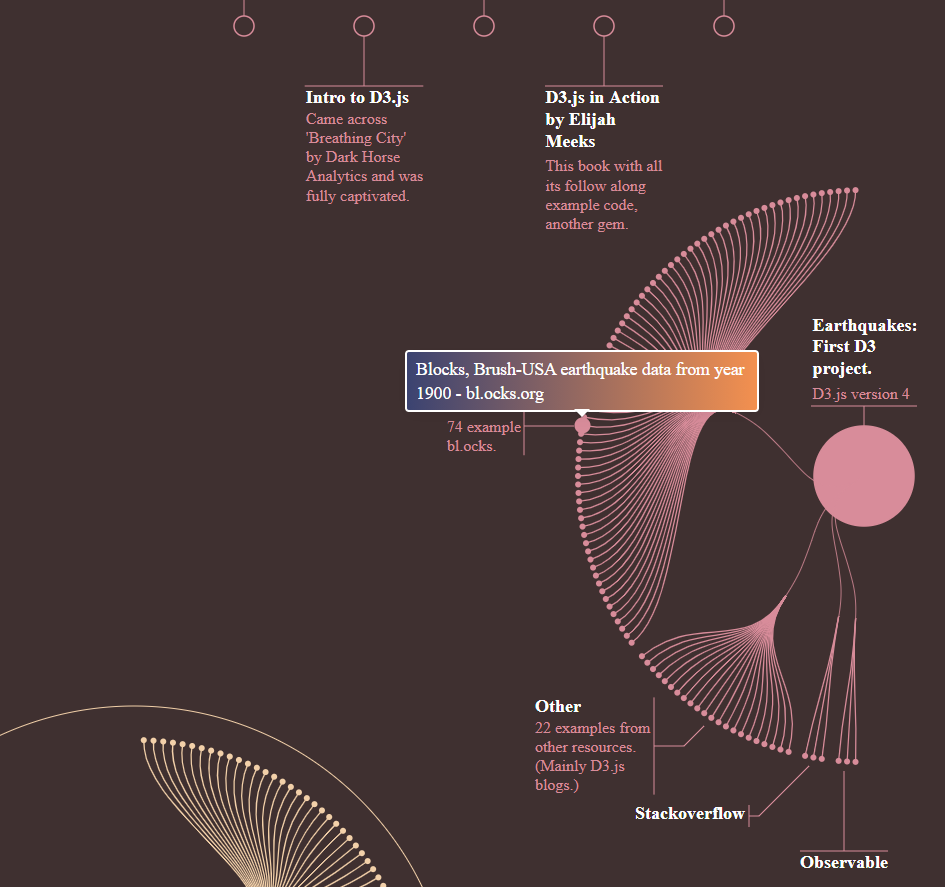 Intro to D3.js
Came across
'Breathing City'
by Dark Horse
Analytics and was
fully captivated.
D3.js in Action
by Elijah
Meeks
This book with all
its follow along
example code,
another gem.
Earthquakes:
First D3
project.
D3.js version 4
Blocks, Brush-USA earthquake data from year
1900 - bl.ocks.org
74 example
bl.ocks.
Other
22 examples from
other resources.
(Mainly D3.js
blogs.)
Stackoverflow
Observable